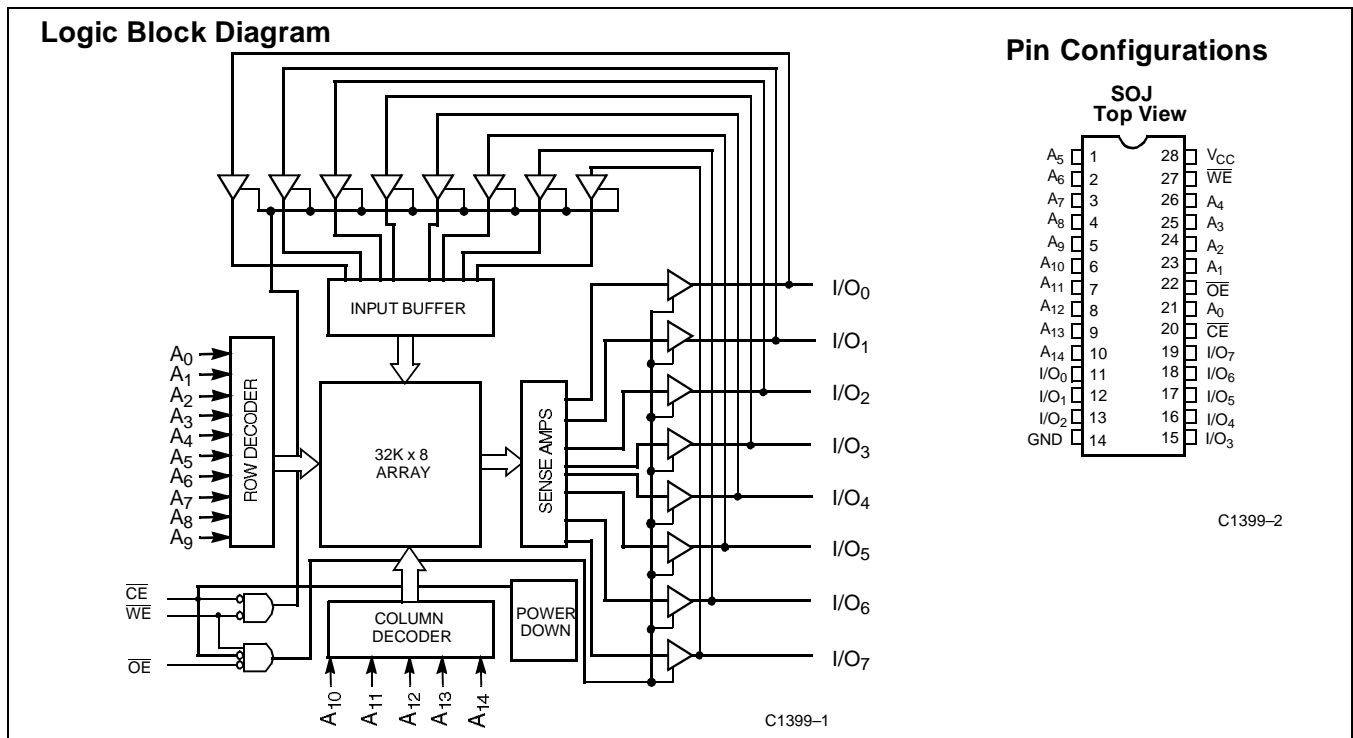 Logic Block Diagram
INPUT BUFFER
A0
A1
A2
A3
A4
A5
A6
A7
A8
A9
ROW DECODER
32K x 8
ARRAY
SENSE AMPS
I/O0
I/O1
I/O2
I/O3
I/O4
I/O5
I/O6
I/O7
CE
WE
OE
COLUMN
DECODER
POWER
DOWN
A10
A11
A12
A13
A14
C1399–1
Pin Configurations
SOJ
Top View
A5 1 28 VCC
A6 2 27 WE
A7 3 26 A4
A8 4 25 A3
A9 5 24 A2
A10 6 23 A1
A11 7 22 OE
A12 8 21 A0
A13 9 20 CE
A14 10 19 I/O7
I/O0 11 18 I/O6
I/O1 12 17 I/O5
I/O2 13 16 I/O4
GND 14 15 I/O3
C1399–2